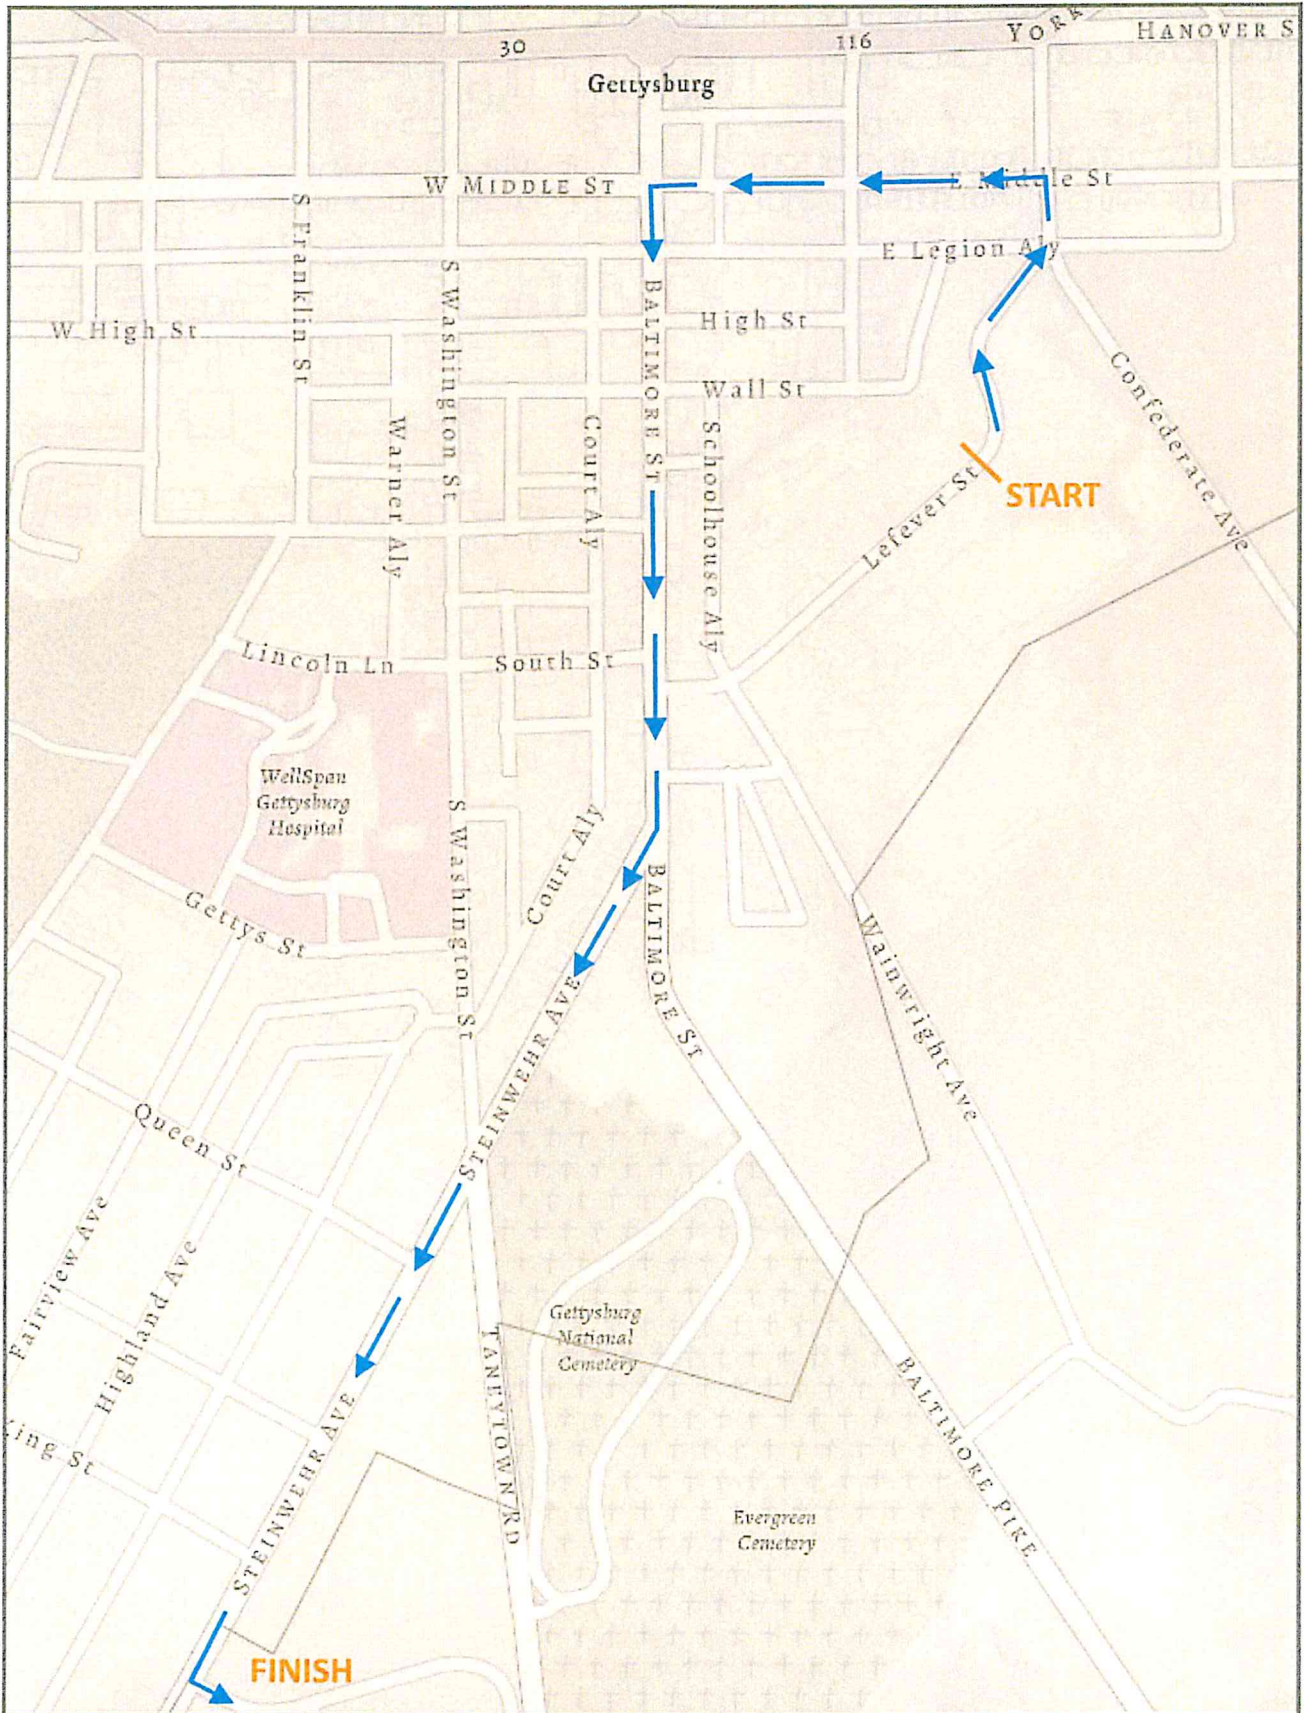 30
116
YORK
HANOVER S
Gettysburg
W MIDDLE ST
E Middle St
S Franklin St
E Legion Aly
S Washington St
BALTIMORE ST
W High St
High St
Confederate Ave
Wall St
Warner Aly
Court Aly
Schoolhouse Aly
Lefever St
START
Lincoln Ln
South St
WellSpan
Gettysburg
Hospital
S Washington St
Court Aly
BALTIMORE ST
Gettys St
Wainwright Ave
STEINWEHR AVE
Queen St
Fairview Ave
Highland Ave
Gettysburg
National
Cemetery
TANEYTOWN RD
BALTIMORE PIKE
King St
STEINWEHR AVE
Evergreen
Cemetery
FINISH